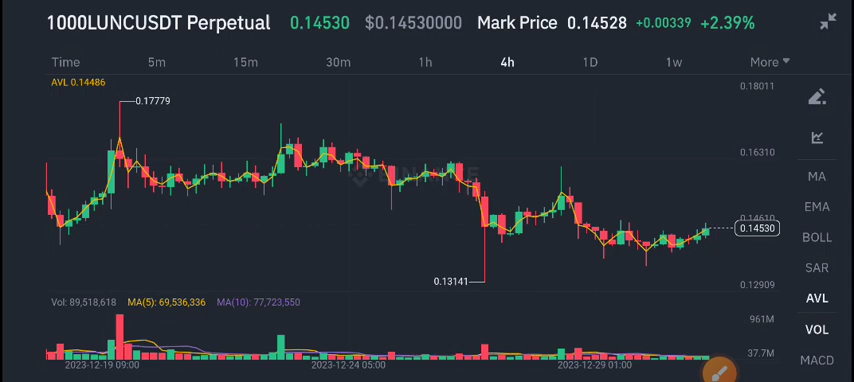 1000LUNCUSDT Perpetual 0.14530 $0.14530000 Mark Price 0.14528 +0.00339 +2.39%
Time 5m 15m 30m 1h 4h 1D 1w More
AVL 0.14486
0.18011
0.17779
0.16310
MA
BINANCE
EMA
0.14610
0.14530
BOLL
SAR
0.13141
0.12909
AVL
Vol: 89,518,618 MA(5): 69,536,336 MA(10): 77,723,550
961M
VOL
37.7M
MACD
2023-12-19 09:00 2023-12-24 05:00 2023-12-29 01:00